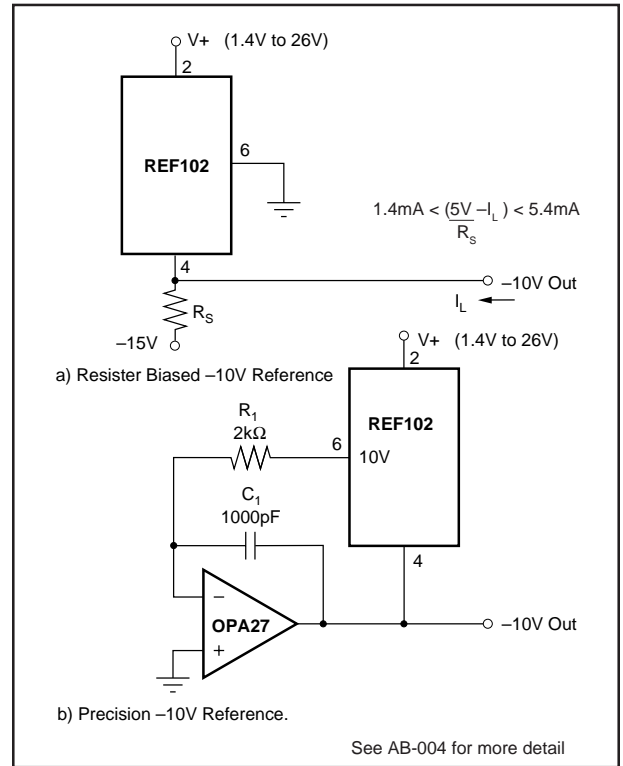 V+ (1.4V to 26V)
2
REF102
6
1.4mA < (5V –I_L) < 5.4mA
R_S
4
–10V Out
I_L
R_S
–15V
V+ (1.4V to 26V)
2
a) Resister Biased –10V Reference
REF102
R_1
2kΩ
6
10V
C_1
1000pF
4
–
OPA27
+
–10V Out
b) Precision –10V Reference.
See AB-004 for more detail